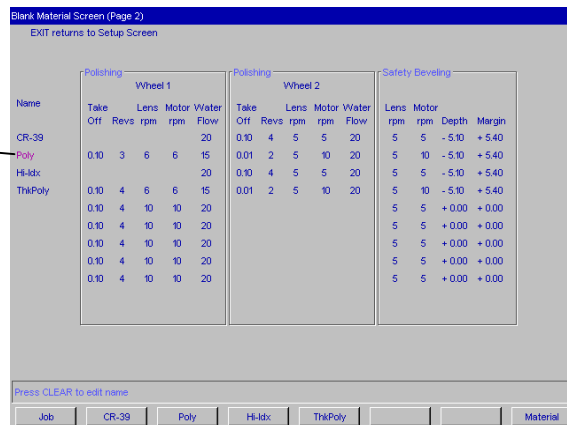 Blank Material Screen (Page 2)
EXIT returns to Setup Screen
Polishing Polishing Safety Beveling
Wheel 1 Wheel 2
Name Take Lens Motor Water Take Lens Motor Water Lens Motor
Off Revs rpm rpm Flow Off Revs rpm rpm Flow rpm rpm Depth Margin
CR-39 20 0.10 4 5 5 20 5 5 - 5.10 + 5.40
Poly 0.10 3 6 6 15 0.01 2 5 10 20 5 10 - 5.10 + 5.40
Hi-Idx 20 0.10 4 5 5 20 5 5 - 5.10 + 5.40
ThkPoly 0.10 4 6 6 15 0.01 2 5 10 20 5 10 - 5.10 + 5.40
0.10 4 10 10 20 5 5 + 0.00 + 0.00
0.10 4 10 10 20 5 5 + 0.00 + 0.00
0.10 4 10 10 20 5 5 + 0.00 + 0.00
0.10 4 10 10 20 5 5 + 0.00 + 0.00
0.10 4 10 10 20 5 5 + 0.00 + 0.00
Press CLEAR to edit name
Job CR-39 Poly Hi-Idx ThkPoly Material